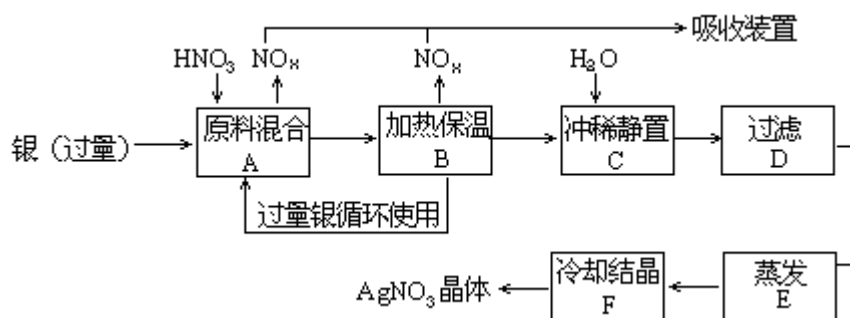 吸收装置
HNO₃ NOₓ NOₓ H₂O
银（过量） 原料混合 加热保温 冲稀静置 过滤
A B C D
过量银循环使用
AgNO₃晶体 冷却结晶 蒸发
F E